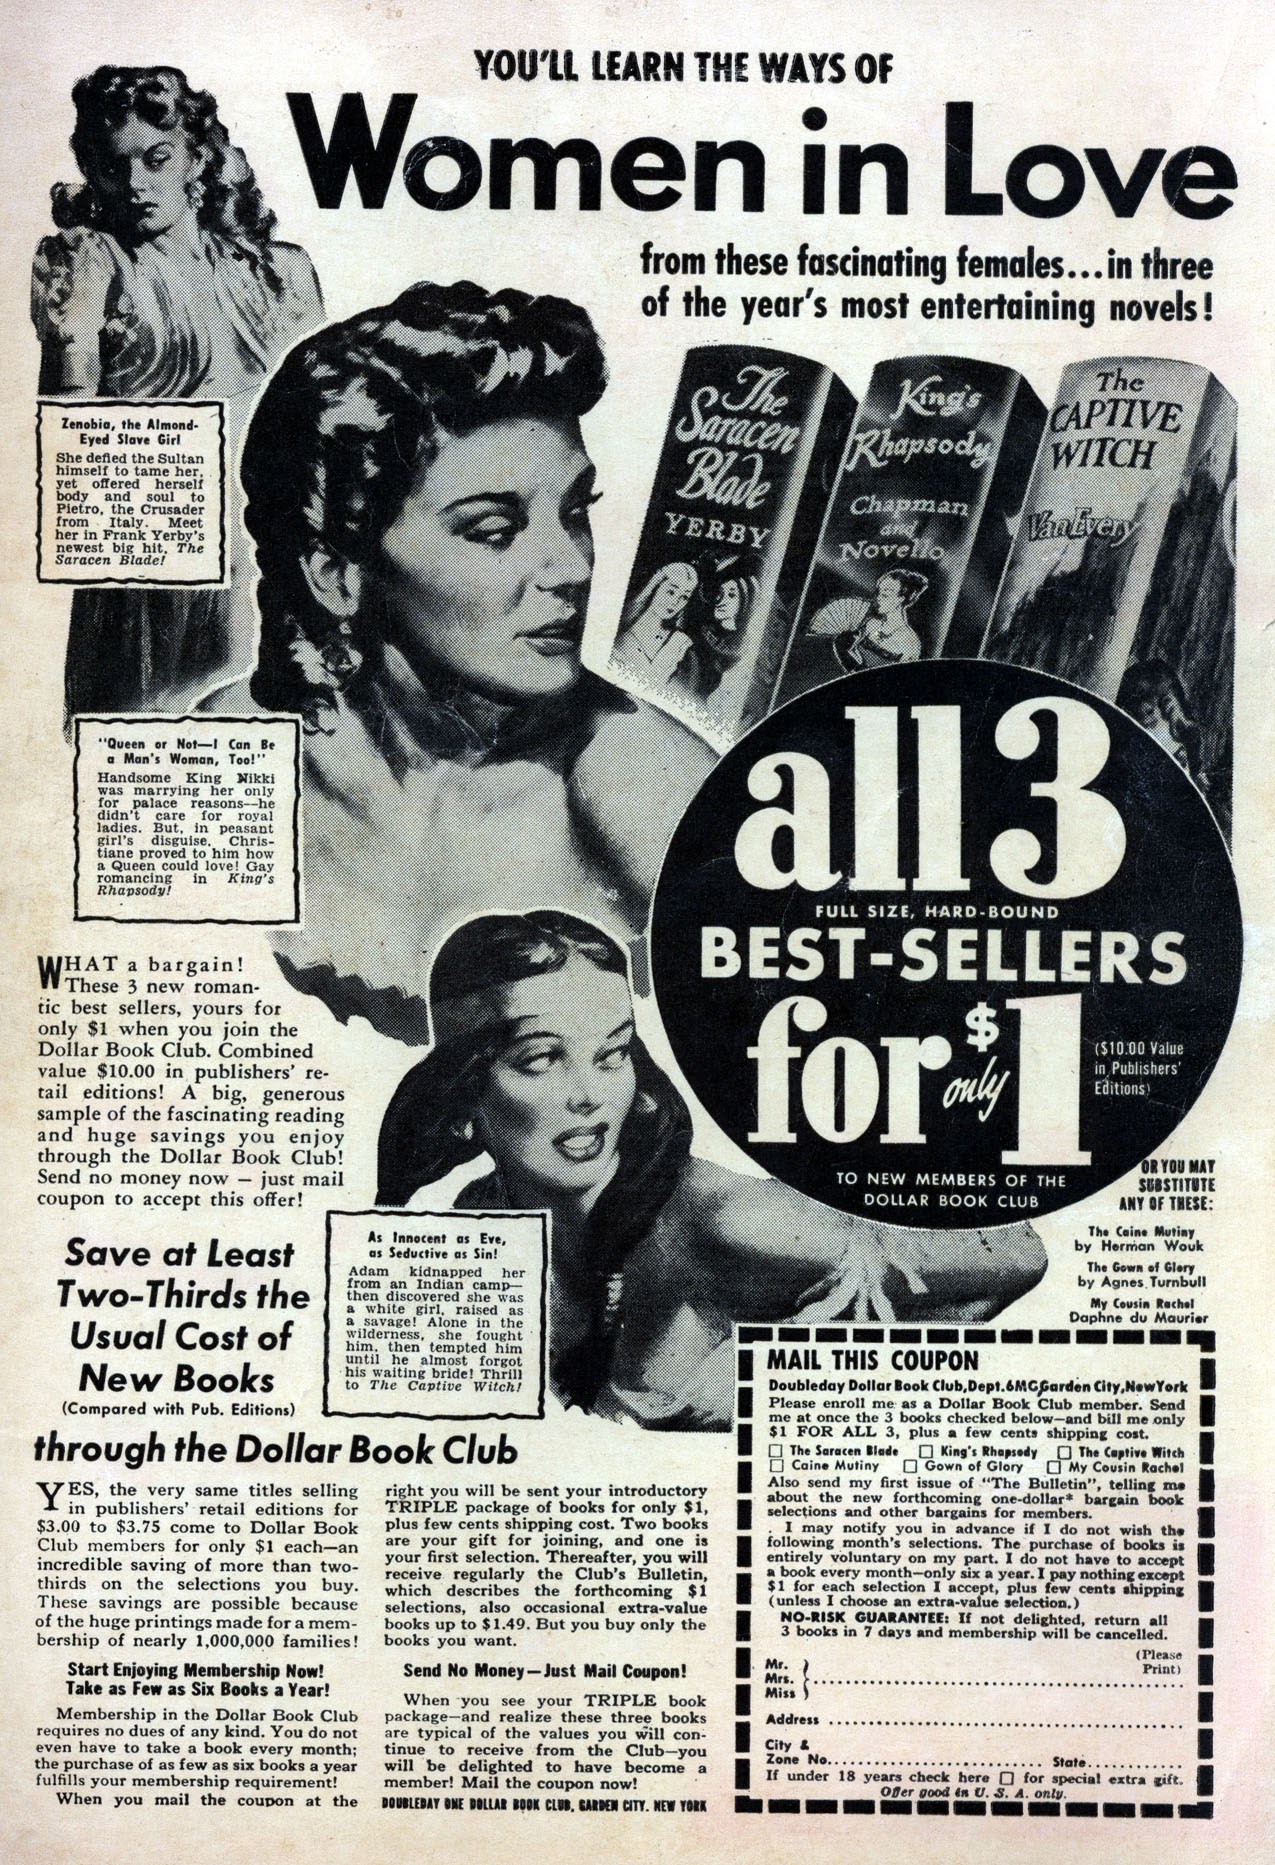 YOU'LL LEARN THE WAYS OF
Women in Love
from these fascinating females...in three
of the year's most entertaining novels!
The
Saracen
Blade
YERBY
King's
Rhapsody
Chapman
and
Novello
The
CAPTIVE
WITCH
Van Every
Zenobia, the Almond-
Eyed Slave Girl
She defied the Sultan
himself to tame her,
yet offered herself
body and soul to
Pietro, the Crusader
from Italy. Meet
her in Frank Yerby's
newest big hit, The
Saracen Blade!
"Queen or Not—I Can Be
a Man's Woman, Too!"
Handsome King Nikki
was marrying her only
for palace reasons—he
didn't care for royal
ladies. But, in peasant
girl's disguise, Chris-
tiane proved to him how
a Queen could love! Gay
romancing in King's
Rhapsody!
all 3
FULL SIZE, HARD-BOUND
BEST-SELLERS
for only $1
($10.00 Value
in Publishers'
Editions)
TO NEW MEMBERS OF THE
DOLLAR BOOK CLUB
OR YOU MAY
SUBSTITUTE
ANY OF THESE:
The Caine Mutiny
by Herman Wouk
The Gown of Glory
by Agnes Turnbull
My Cousin Rachel
Daphne du Maurier
WHAT a bargain!
These 3 new roman-
tic best sellers, yours for
only $1 when you join the
Dollar Book Club. Combined
value $10.00 in publishers' re-
tail editions! A big, generous
sample of the fascinating reading
and huge savings you enjoy
through the Dollar Book Club!
Send no money now – just mail
coupon to accept this offer!
As Innocent as Eve,
as Seductive as Sin!
Adam kidnapped her
from an Indian camp—
then discovered she was
a white girl, raised as
a savage! Alone in the
wilderness, she fought
him, then tempted him
until he almost forgot
his waiting bride! Thrill
to The Captive Witch!
Save at Least
Two-Thirds the
Usual Cost of
New Books
(Compared with Pub. Editions)
through the Dollar Book Club
YES, the very same titles selling
in publishers' retail editions for
$3.00 to $3.75 come to Dollar Book
Club members for only $1 each—an
incredible saving of more than two-
thirds on the selections you buy.
These savings are possible because
of the huge printings made for a mem-
bership of nearly 1,000,000 families!
Start Enjoying Membership Now!
Take as Few as Six Books a Year!
Membership in the Dollar Book Club
requires no dues of any kind. You do not
even have to take a book every month;
the purchase of as few as six books a year
fulfills your membership requirement!
When you mail the coupon at the
right you will be sent your introductory
TRIPLE package of books for only $1,
plus few cents shipping cost. Two books
are your gift for joining, and one is
your first selection. Thereafter, you will
receive regularly the Club's Bulletin,
which describes the forthcoming $1
selections, also occasional extra-value
books up to $1.49. But you buy only the
books you want.
Send No Money—Just Mail Coupon!
When you see your TRIPLE book
package—and realize these three books
are typical of the values you will con-
tinue to receive from the Club—you
will be delighted to have become a
member! Mail the coupon now!
DOUBLEDAY ONE DOLLAR BOOK CLUB, GARDEN CITY, NEW YORK
MAIL THIS COUPON
Doubleday Dollar Book Club, Dept. 6MG, Garden City, New York
Please enroll me as a Dollar Book Club member. Send
me at once the 3 books checked below—and bill me only
$1 FOR ALL 3, plus a few cents shipping cost.
☐ The Saracen Blade ☐ King's Rhapsody ☐ The Captive Witch
☐ Caine Mutiny ☐ Gown of Glory ☐ My Cousin Rachel
Also send my first issue of "The Bulletin", telling me
about the new forthcoming one-dollar* bargain book
selections and other bargains for members.
I may notify you in advance if I do not wish the
following month's selections. The purchase of books is
entirely voluntary on my part. I do not have to accept
a book every month—only six a year. I pay nothing except
$1 for each selection I accept, plus few cents shipping
(unless I choose an extra-value selection.)
NO-RISK GUARANTEE: If not delighted, return all
3 books in 7 days and membership will be cancelled.
(Please
Print)
Mr.
Mrs.
Miss
Address
City &
Zone No. State
If under 18 years check here ☐ for special extra gift.
Offer good in U. S. A. only.